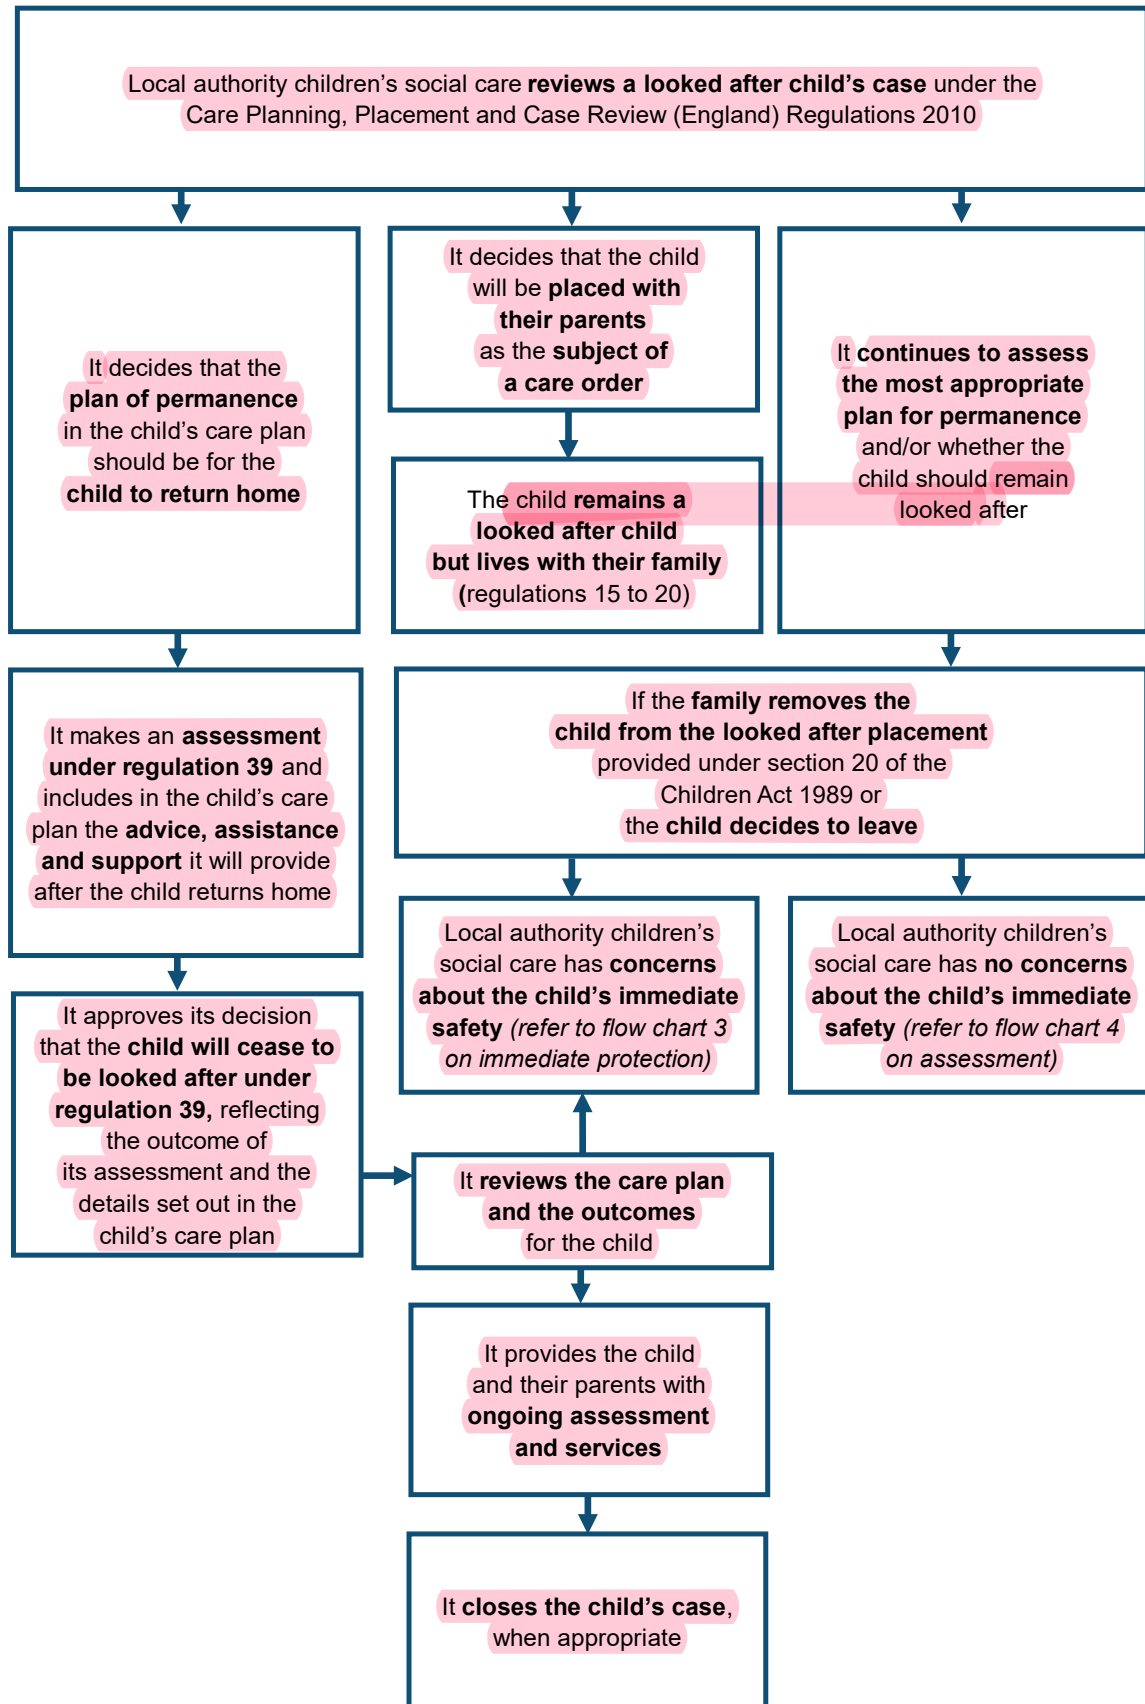 Local authority children’s social care reviews a looked after child’s case under the
Care Planning, Placement and Case Review (England) Regulations 2010
It decides that the
plan of permanence
in the child’s care plan
should be for the
child to return home
It decides that the child
will be placed with
their parents
as the subject of
a care order
The child remains a
looked after child
but lives with their family
(regulations 15 to 20)
It continues to assess
the most appropriate
plan for permanence
and/or whether the
child should remain
looked after
It makes an assessment
under regulation 39 and
includes in the child’s care
plan the advice, assistance
and support it will provide
after the child returns home
If the family removes the
child from the looked after placement
provided under section 20 of the
Children Act 1989 or
the child decides to leave
Local authority children’s
social care has concerns
about the child’s immediate
safety (refer to flow chart 3
on immediate protection)
Local authority children’s
social care has no concerns
about the child’s immediate
safety (refer to flow chart 4
on assessment)
It approves its decision
that the child will cease to
be looked after under
regulation 39, reflecting
the outcome of
its assessment and the
details set out in the
child’s care plan
It reviews the care plan
and the outcomes
for the child
It provides the child
and their parents with
ongoing assessment
and services
It closes the child’s case,
when appropriate